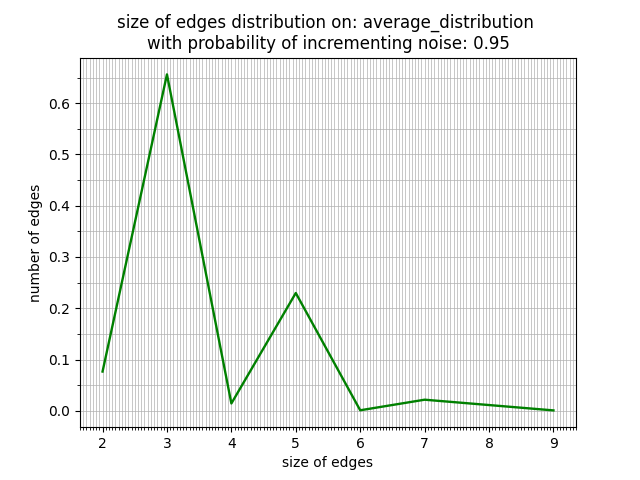 size of edges distribution on: average_distribution
with probability of incrementing noise: 0.95
number of edges
0.6
0.5
0.4
0.3
0.2
0.1
0.0
2 3 4 5 6 7 8 9
size of edges